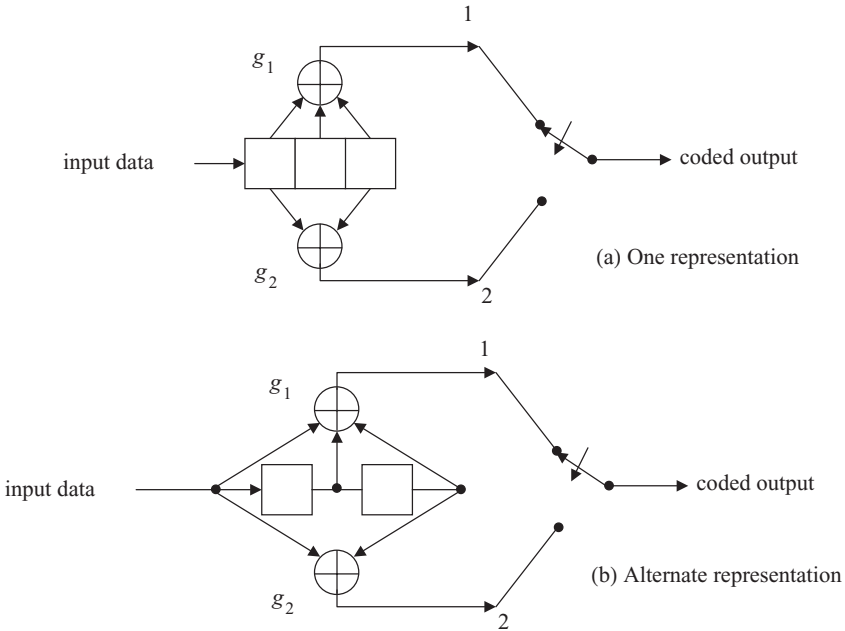 1
g1
input data
coded output
g2
2
(a) One representation
1
g1
input data
coded output
g2
2
(b) Alternate representation